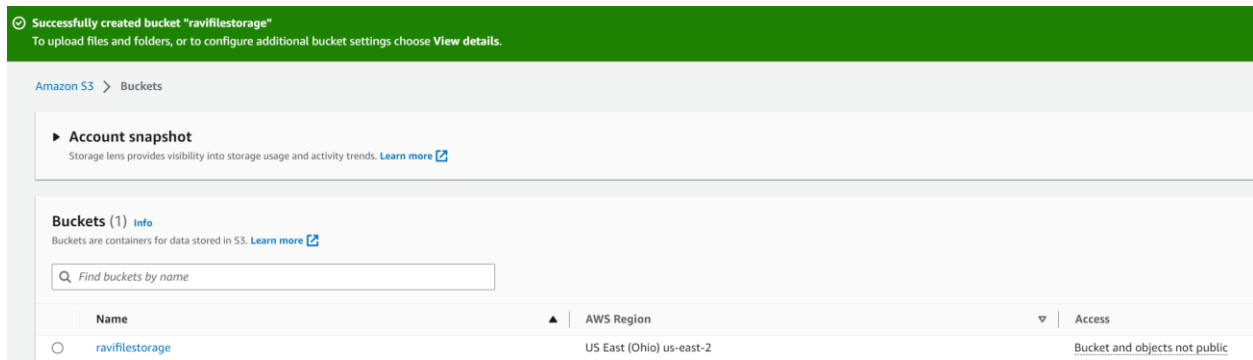 Successfully created bucket "ravifilestorage"
To upload files and folders, or to configure additional bucket settings choose View details.
Amazon S3 > Buckets
Account snapshot
Storage lens provides visibility into storage usage and activity trends. Learn more
Buckets (1) Info
Buckets are containers for data stored in S3. Learn more
Find buckets by name
Name AWS Region Access
ravifilestorage US East (Ohio) us-east-2 Bucket and objects not public